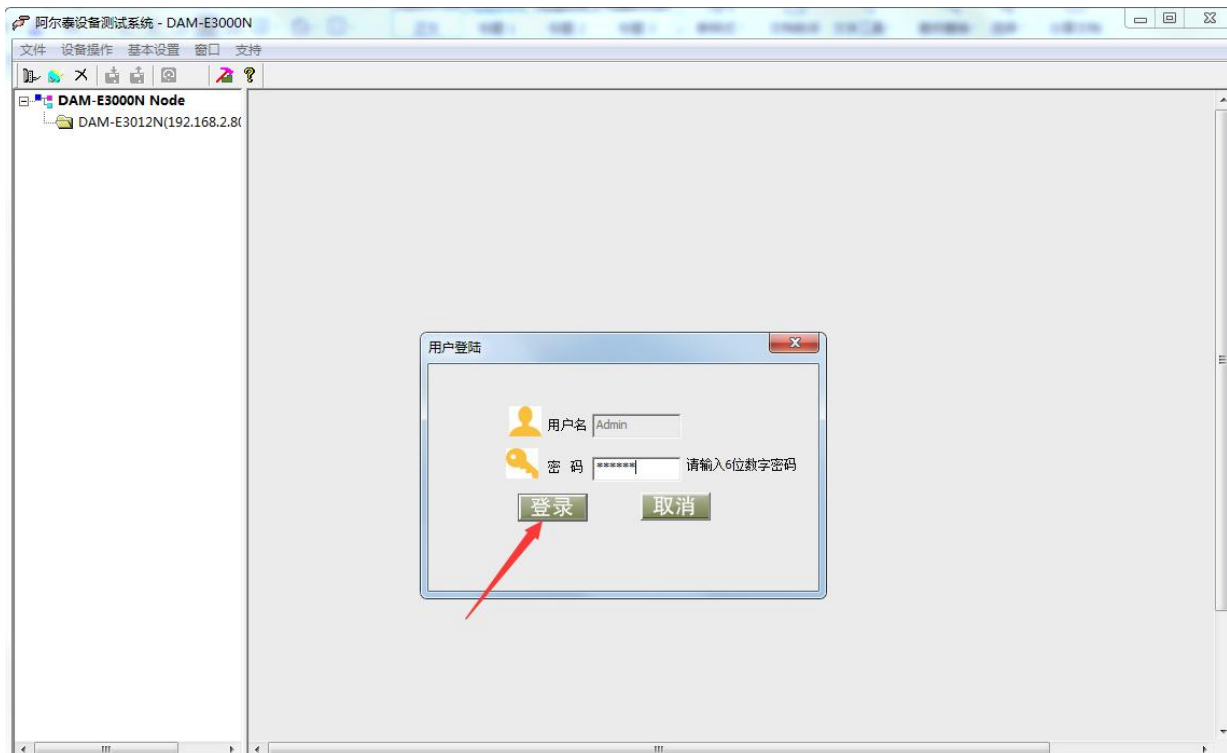 阿尔泰设备测试系统 - DAM-E3000N
文件 设备操作 基本设置 窗口 支持
DAM-E3000N Node
DAM-E3012N(192.168.2.80
用户登陆
用户名 Admin
密 码 ****** 请输入6位数字密码
登录 取消